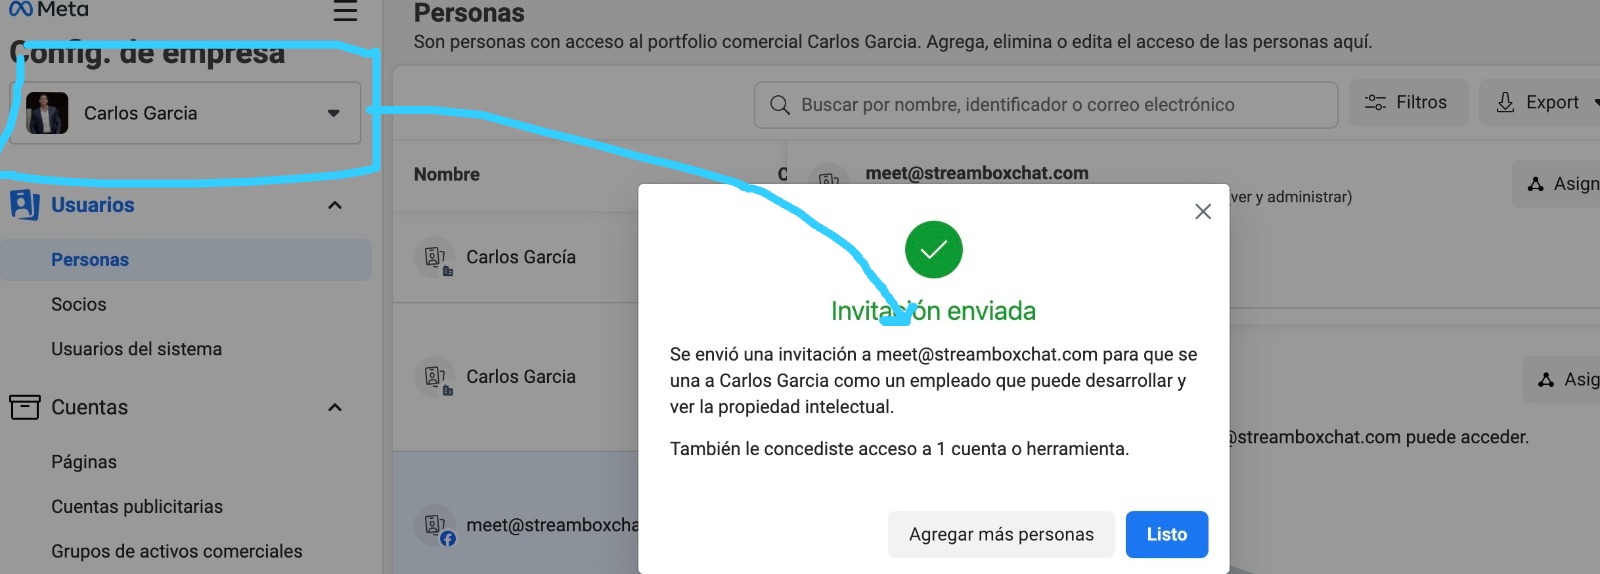 Meta
Config. de empresa
Carlos Garcia
Usuarios
Personas
Socios
Usuarios del sistema
Cuentas
Páginas
Cuentas publicitarias
Grupos de activos comerciales
Personas
Son personas con acceso al portfolio comercial Carlos Garcia. Agrega, elimina o edita el acceso de las personas aquí.
Buscar por nombre, identificador o correo electrónico
Filtros
Export
Nombre
meet@streamboxchat.com
ver y administrar)
Asign
Carlos García
Carlos Garcia
meet@streamboxcha
Asig
@streamboxchat.com puede acceder.
Invitación enviada
Se envió una invitación a meet@streamboxchat.com para que se
una a Carlos Garcia como un empleado que puede desarrollar y
ver la propiedad intelectual.
También le concediste acceso a 1 cuenta o herramienta.
Agregar más personas
Listo